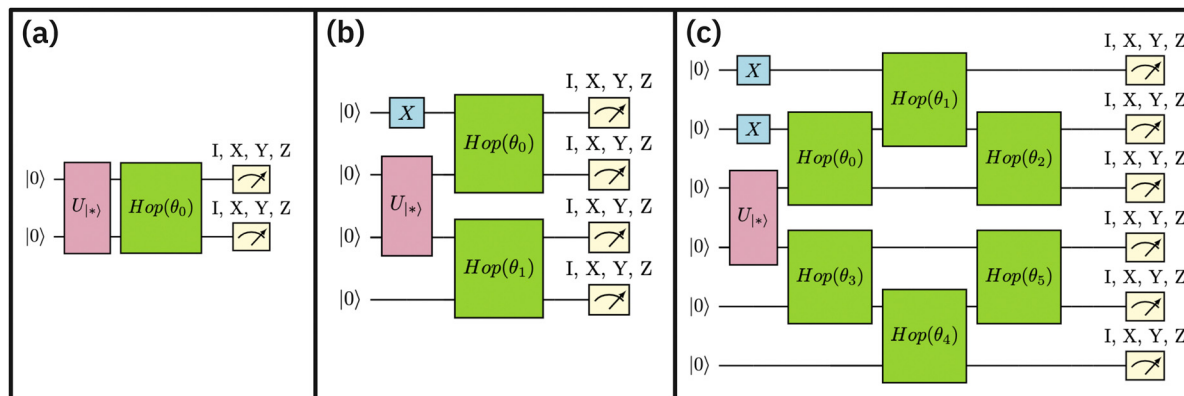 (a)
I, X, Y, Z
|0⟩
U|∗⟩
Hop(θ₀)
I, X, Y, Z
|0⟩
(b)
I, X, Y, Z
|0⟩
X
Hop(θ₀)
I, X, Y, Z
|0⟩
U|∗⟩
I, X, Y, Z
|0⟩
Hop(θ₁)
I, X, Y, Z
|0⟩
(c)
I, X, Y, Z
|0⟩
X
Hop(θ₁)
I, X, Y, Z
|0⟩
X
Hop(θ₀)
Hop(θ₂)
I, X, Y, Z
|0⟩
U|∗⟩
I, X, Y, Z
|0⟩
Hop(θ₃)
Hop(θ₅)
I, X, Y, Z
|0⟩
Hop(θ₄)
I, X, Y, Z
|0⟩